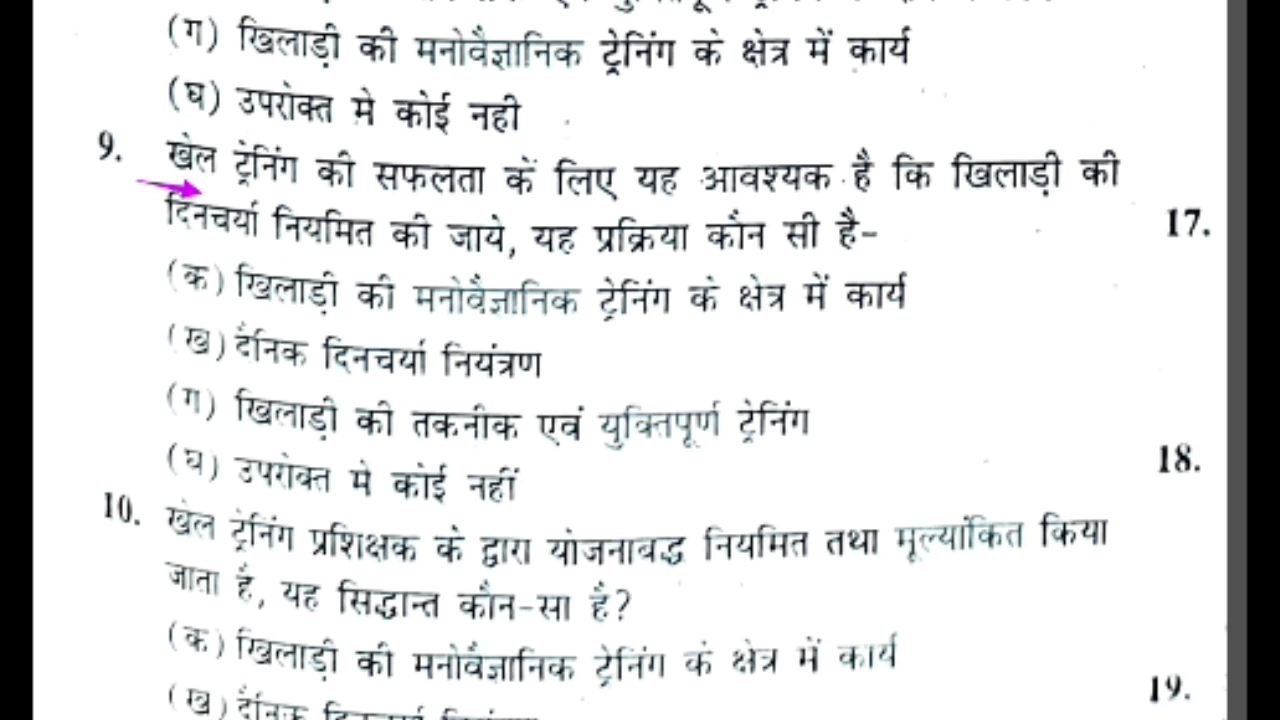 (ग) खिलाड़ी की मनोवैज्ञानिक ट्रेनिंग के क्षेत्र में कार्य
(घ) उपरोक्त मे कोई नही
9. खेल ट्रेनिंग की सफलता कें लिए यह आवश्यक है कि खिलाड़ी की
दिनचर्या नियमित की जाये, यह प्रक्रिया कौन सी है-
(क) खिलाड़ी की मनोवैज्ञानिक ट्रेनिंग के क्षेत्र में कार्य
(ख) दैनिक दिनचर्या नियंत्रण
(ग) खिलाड़ी की तकनीक एवं युक्तिपूर्ण ट्रेनिंग
(घ) उपरोक्त मे कोई नहीं
10. खेल ट्रेनिंग प्रशिक्षक के द्वारा योजनाबद्ध नियमित तथा मूल्यांकित किया
जाता है, यह सिद्धान्त कौन-सा है?
(क) खिलाड़ी की मनोवैज्ञानिक ट्रेनिंग के क्षेत्र में कार्य
(ख) दैनिक
17.
18.
19.